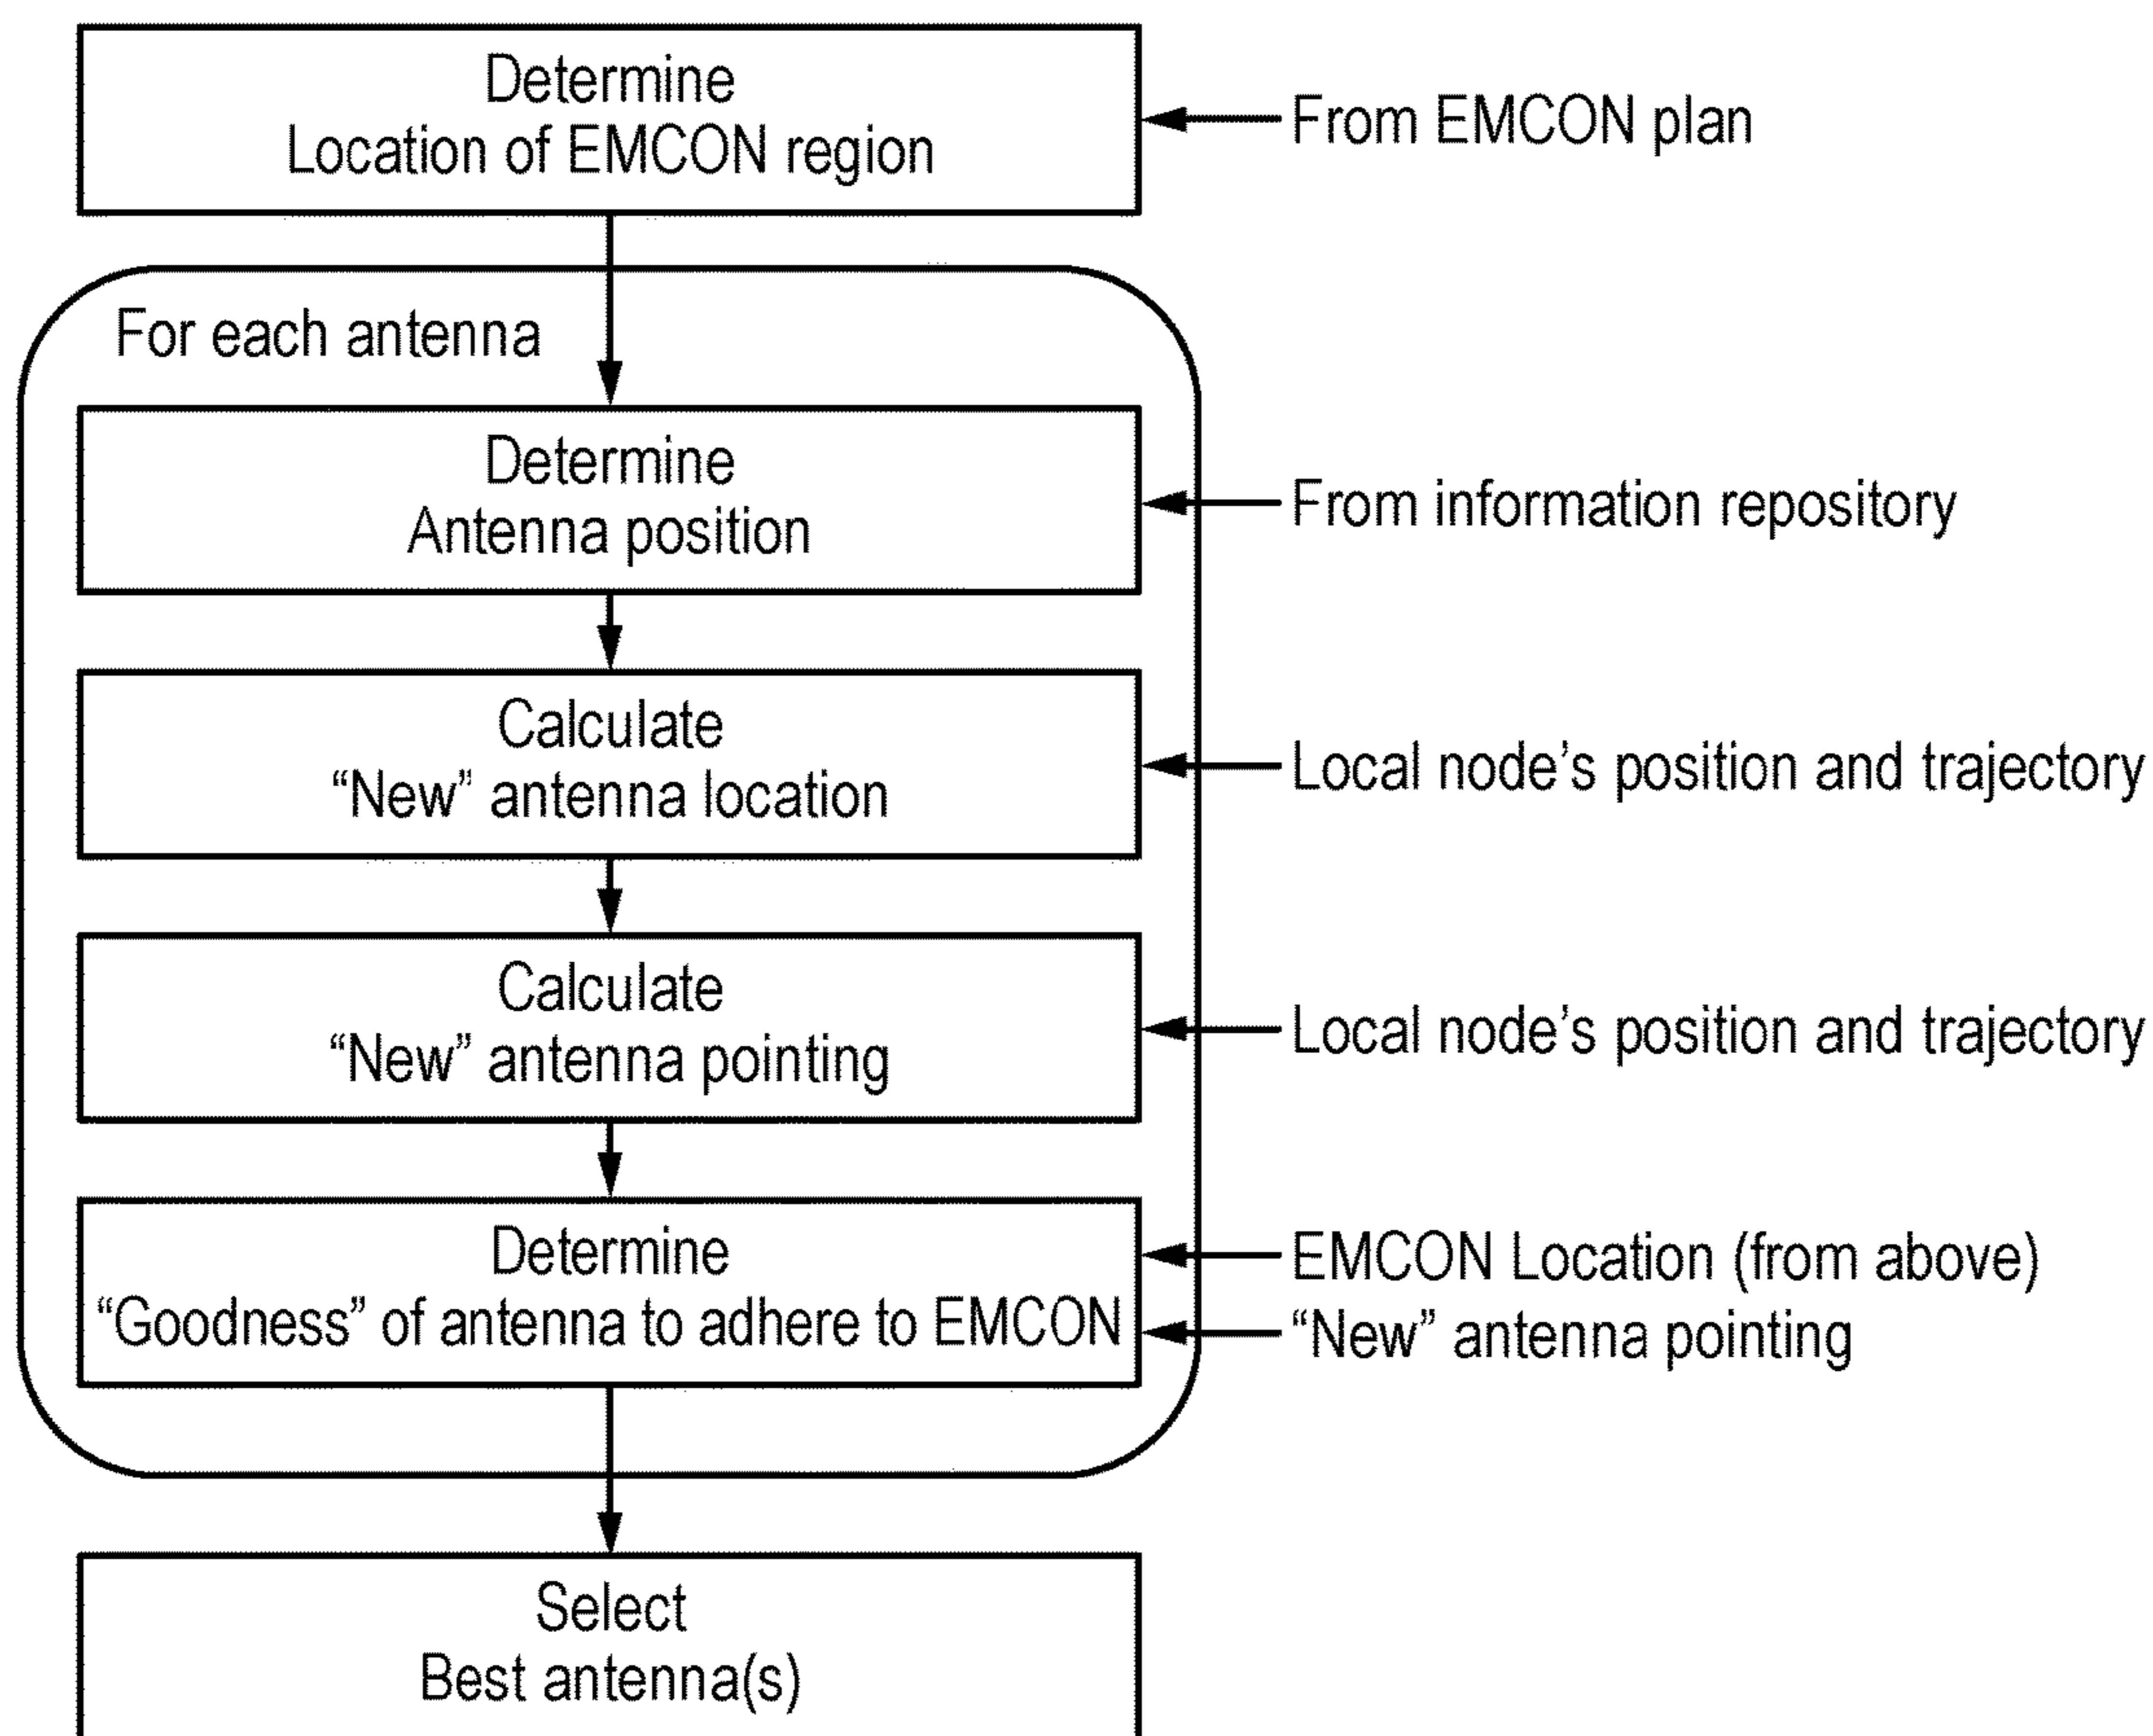 Determine
Location of EMCON region
From EMCON plan
For each antenna
Determine
Antenna position
From information repository
Calculate
“New” antenna location
Local node’s position and trajectory
Calculate
“New” antenna pointing
Local node’s position and trajectory
Determine
“Goodness” of antenna to adhere to EMCON
EMCON Location (from above)
“New” antenna pointing
Select
Best antenna(s)